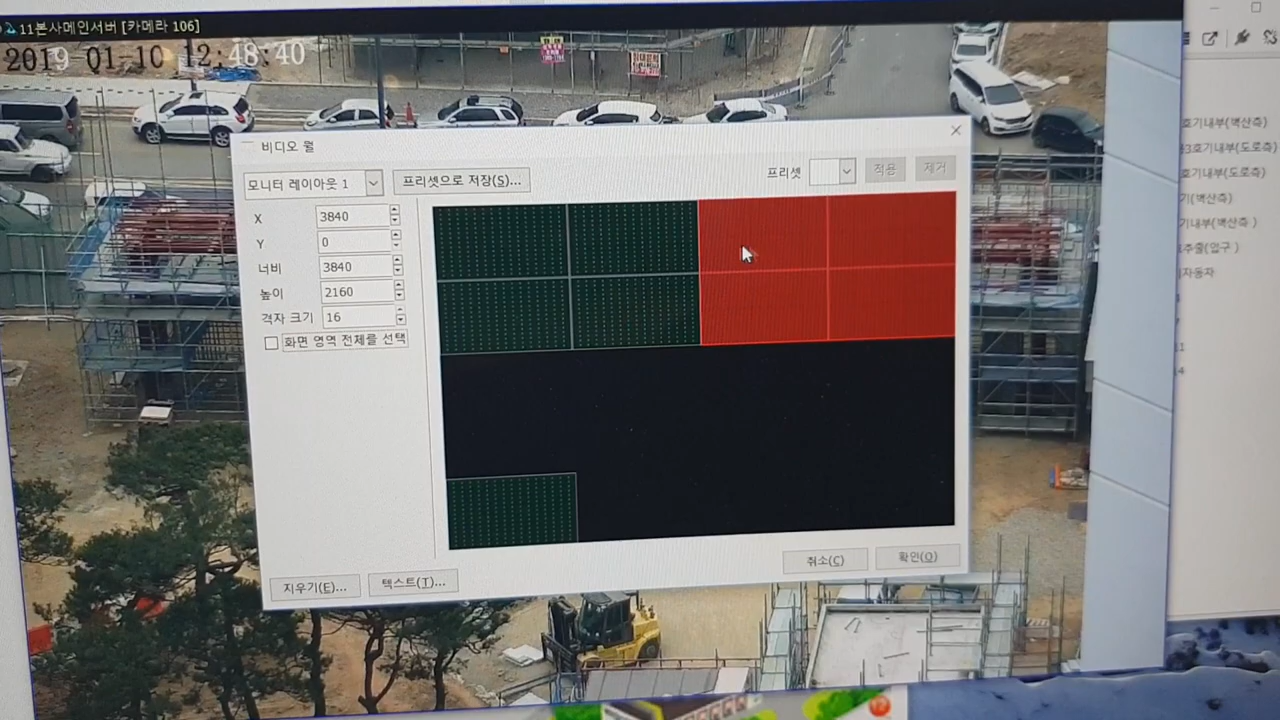 11본사메인서버 [카메라 106]
2019-01-10 12:48:40
비디오 월
모니터 레이아웃 1
프리셋으로 저장(S)...
프리셋
적용
제거
X 3840
Y 0
너비 3840
높이 2160
격자 크기 16
화면 영역 전체를 선택
지우기(E)...
텍스트(T)...
취소(C)
확인(O)
호기내부(벽산측)
3호기내부(도로측)
호기내부(도로측)
기(벽산측)
기내부(벽산측 )
추출(입구 )
자동차